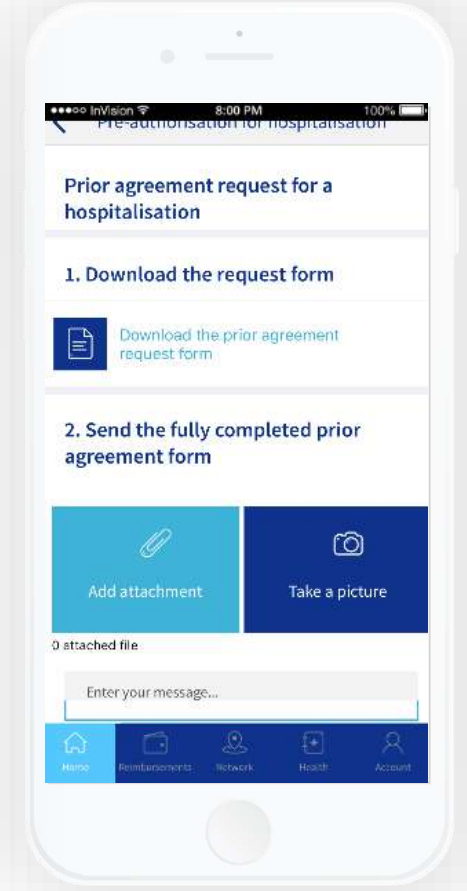 InVision 8:00 PM 100%
Pre-authorisation for hospitalisation
Prior agreement request for a
hospitalisation
1. Download the request form
Download the prior agreement
request form
2. Send the fully completed prior
agreement form
Add attachment Take a picture
0 attached file
Enter your message...
Home Reimbursements Network Health Account